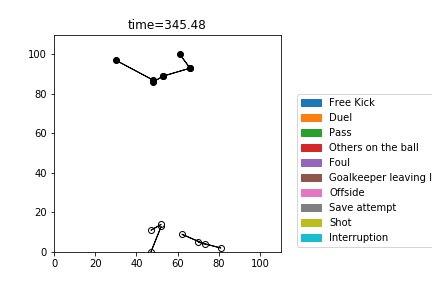 time=345.48
100
80
60
40
20
0
0 20 40 60 80 100
Free Kick
Duel
Pass
Others on the ball
Foul
Goalkeeper leaving l
Offside
Save attempt
Shot
Interruption